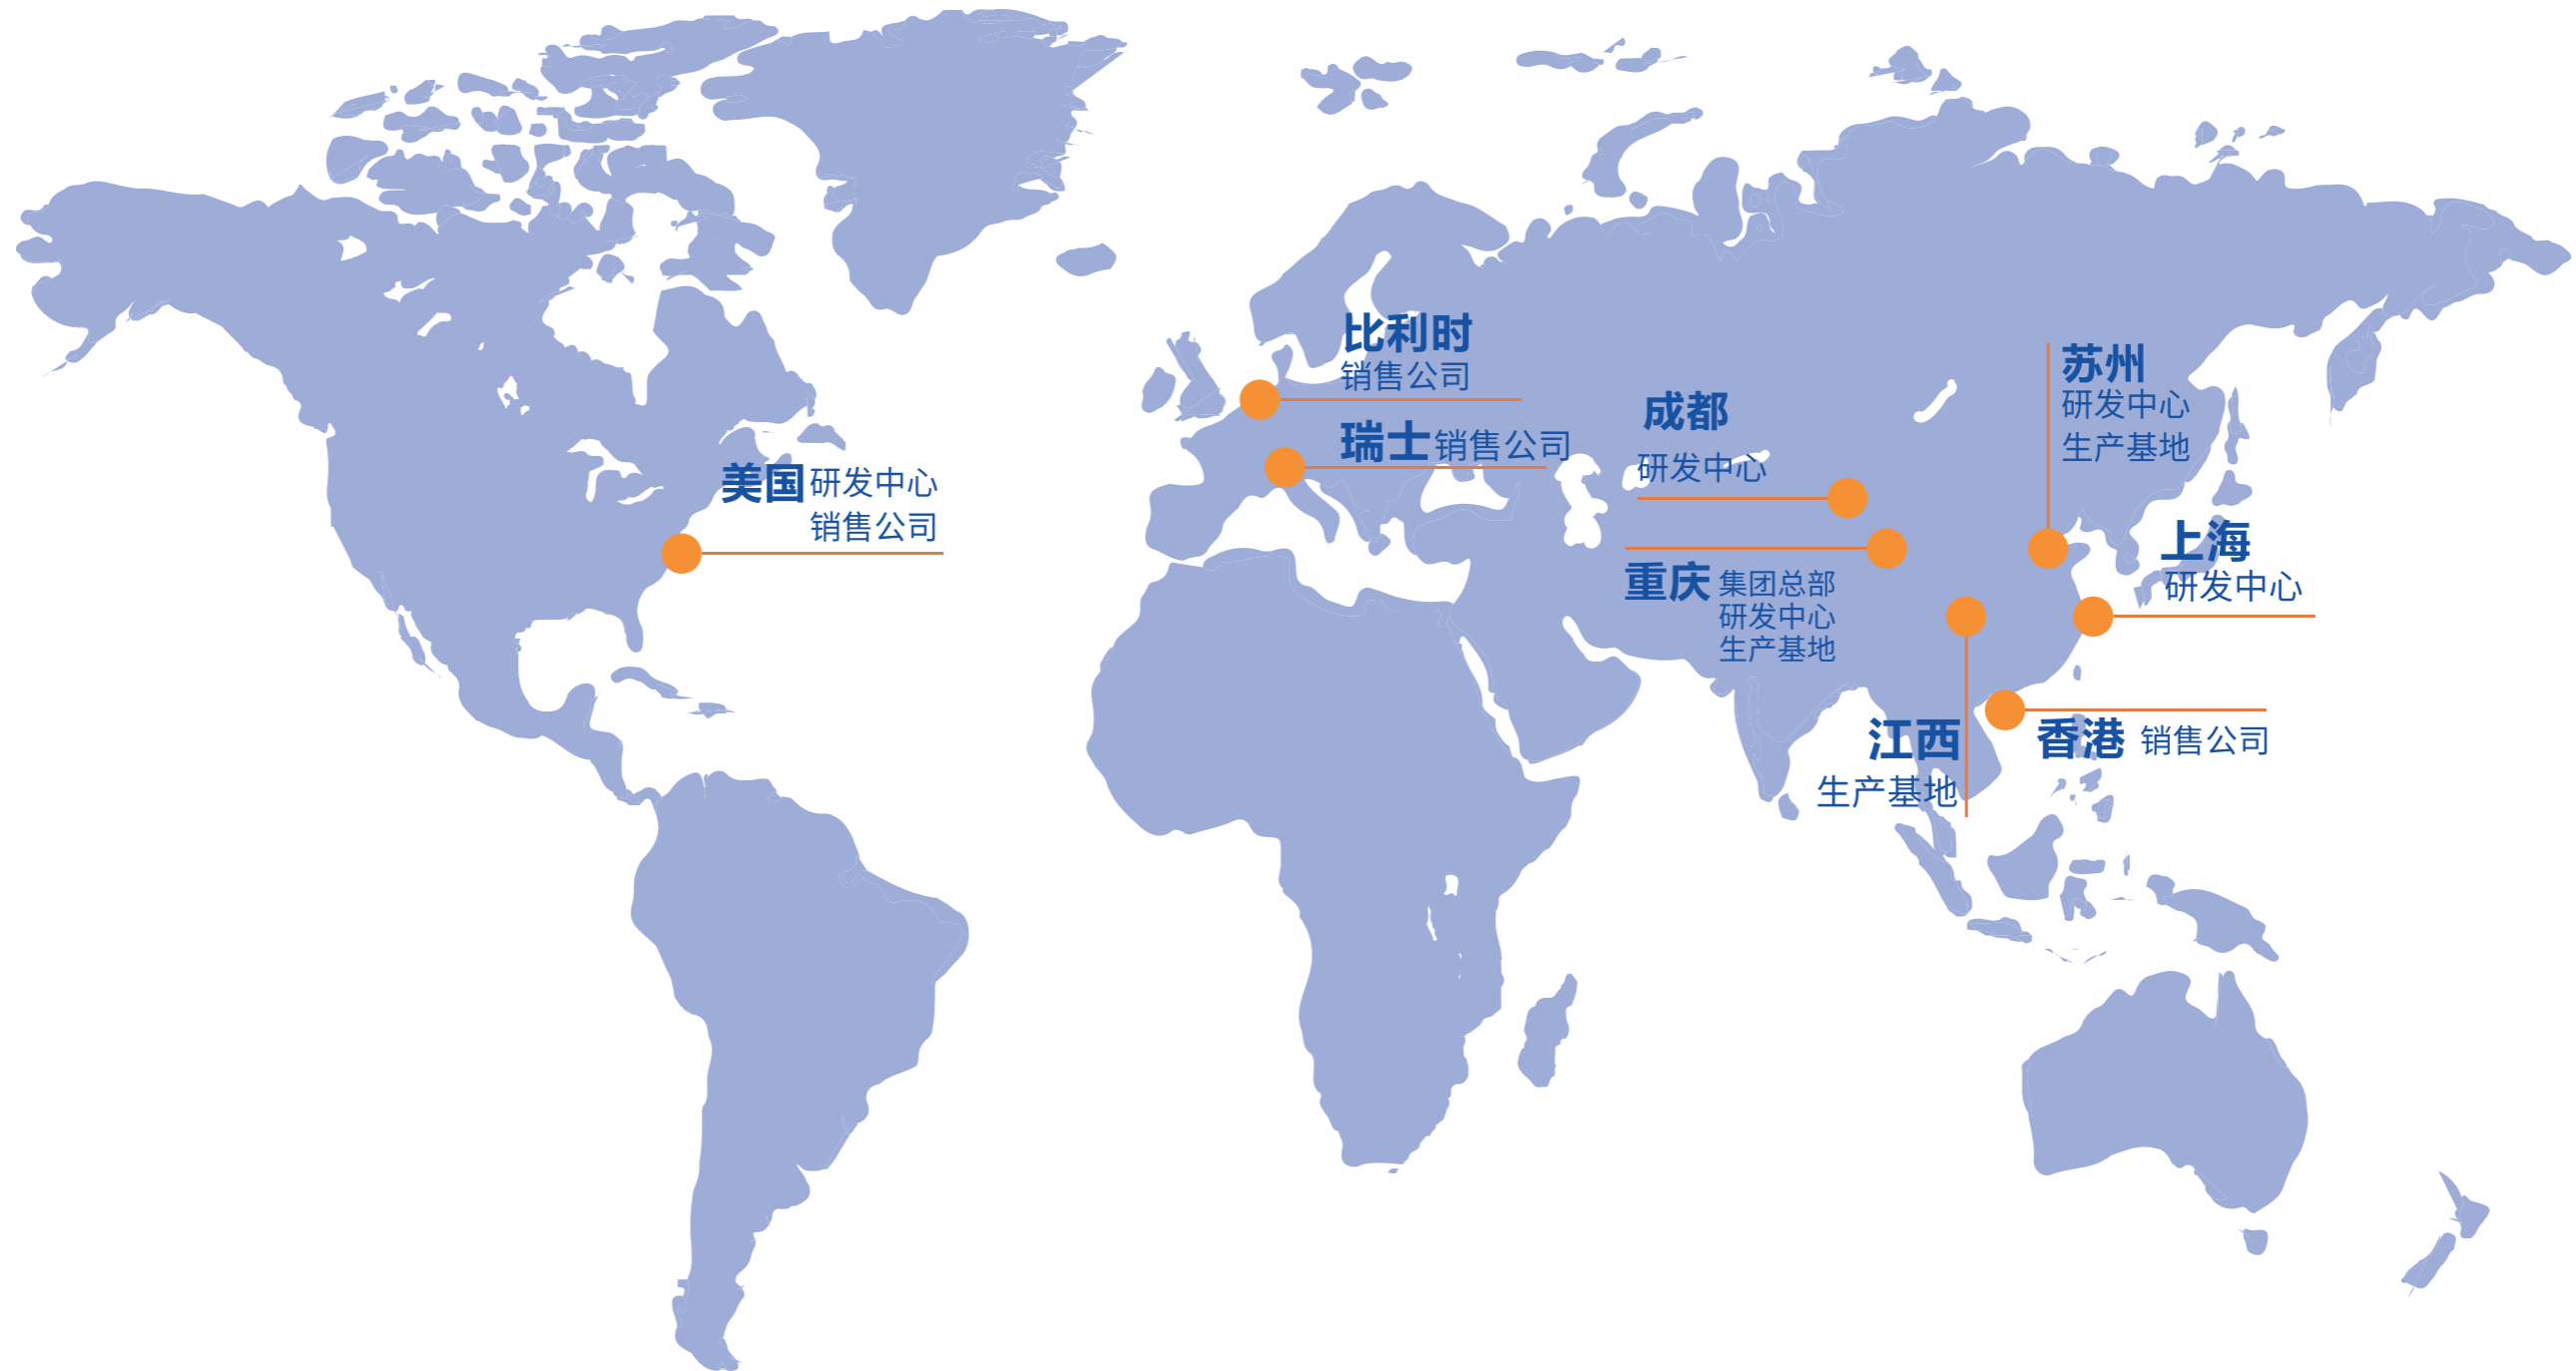 比利时
销售公司
瑞士销售公司
美国 研发中心
销售公司
成都
研发中心
重庆 集团总部
研发中心
生产基地
苏州
研发中心
生产基地
上海
研发中心
江西
生产基地
香港 销售公司